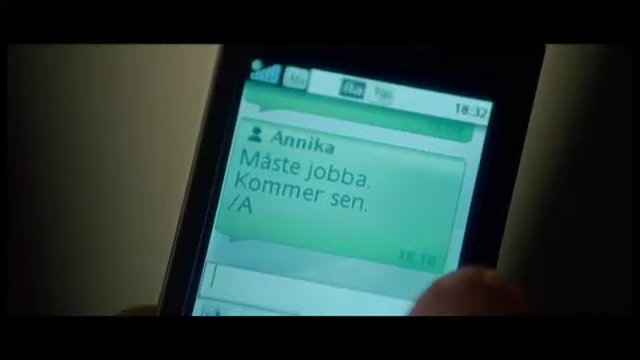 18:32
Annika
Måste jobba.
Kommer sen.
/A
18:18